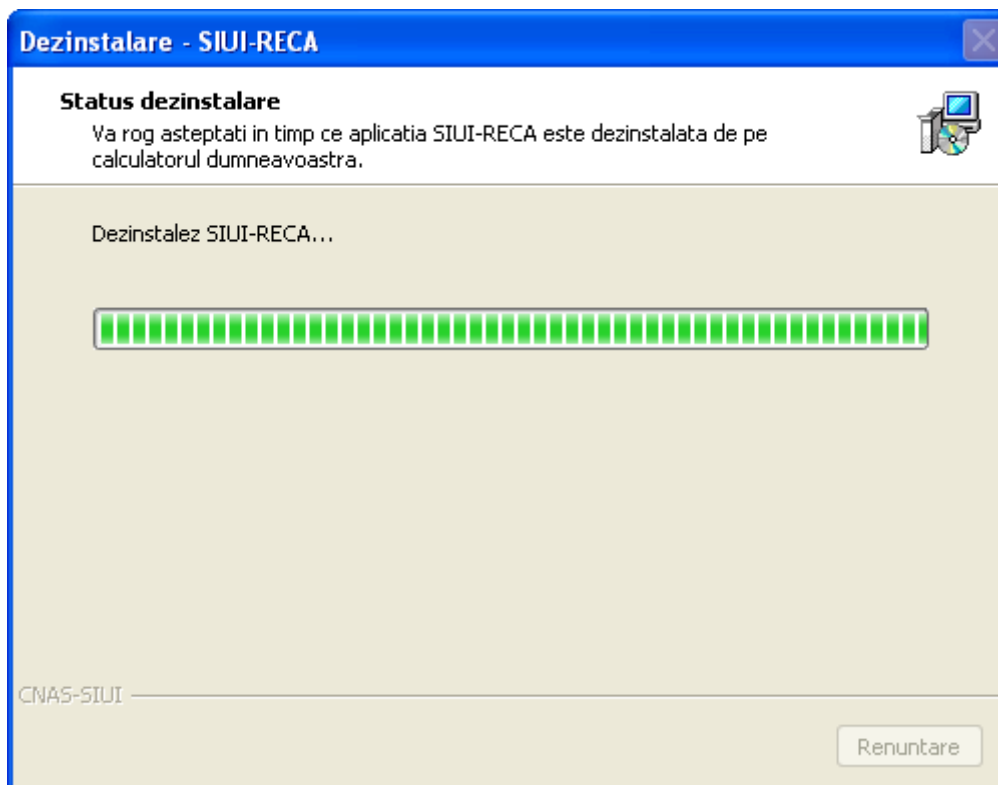 Dezinstalare - SIUI-RECA
Status dezinstalare
Va rog asteptati in timp ce aplicatia SIUI-RECA este dezinstalata de pe
calculatorul dumneavoastra.
Dezinstalez SIUI-RECA...
CNAS-SIUI
Renuntare